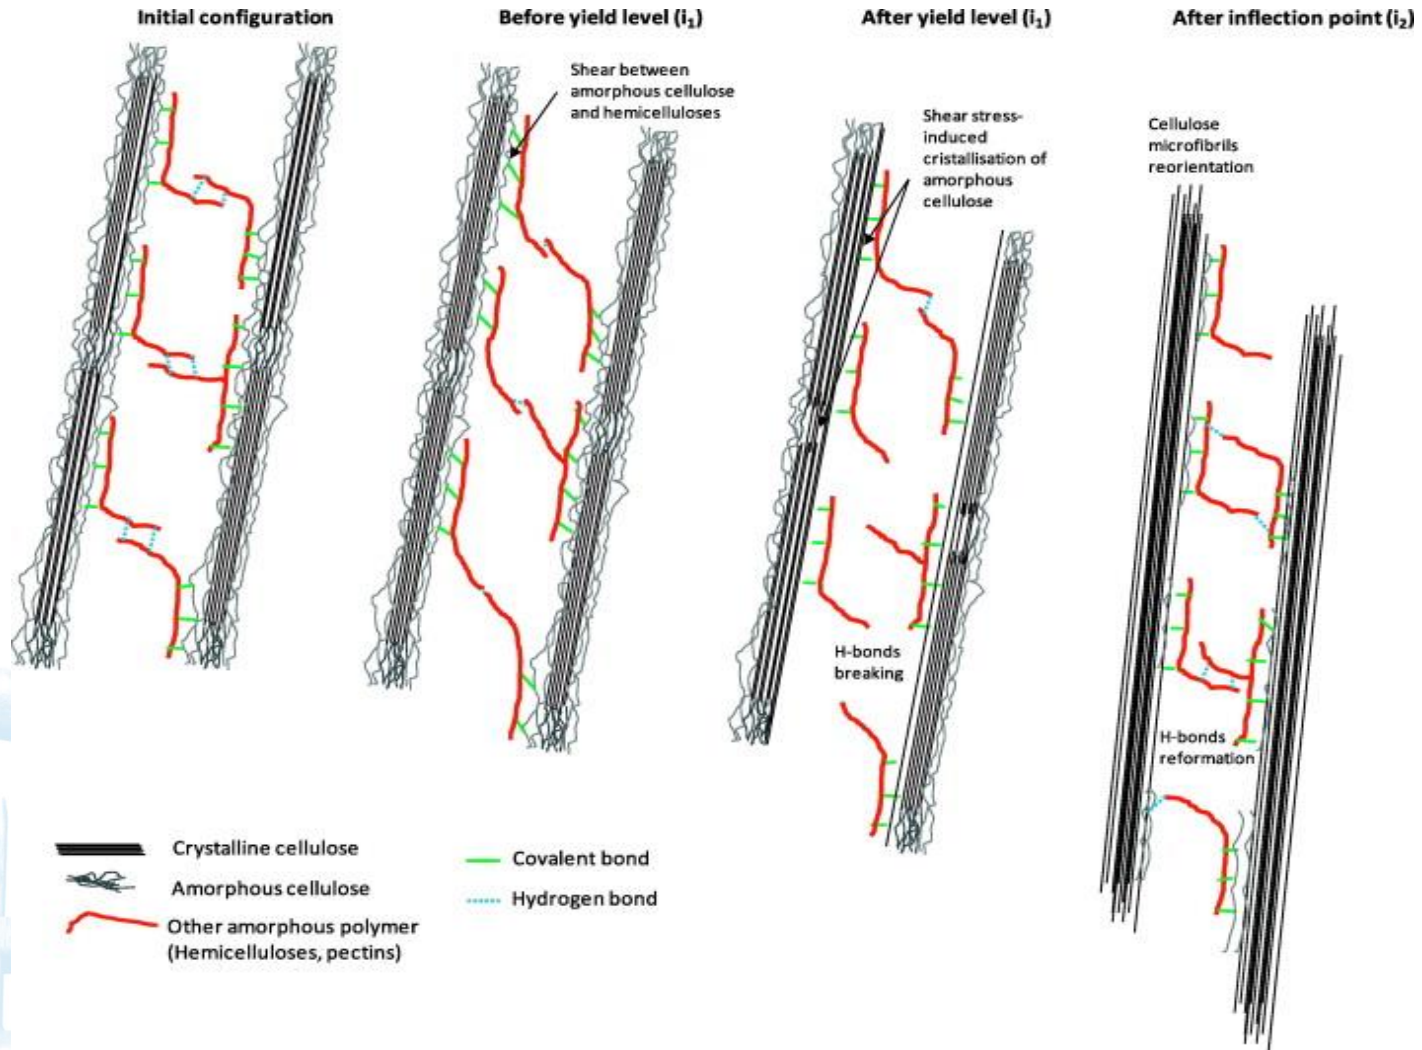 Initial configuration
Before yield level (i₁)
After yield level (i₁)
After inflection point (i₂)
Shear between
amorphous cellulose
and hemicelluloses
Shear stress-
induced
cristallisation of
amorphous
cellulose
Cellulose
microfibrils
reorientation
H-bonds
breaking
H-bonds
reformation
Crystalline cellulose
Amorphous cellulose
Other amorphous polymer
(Hemicelluloses, pectins)
Covalent bond
Hydrogen bond